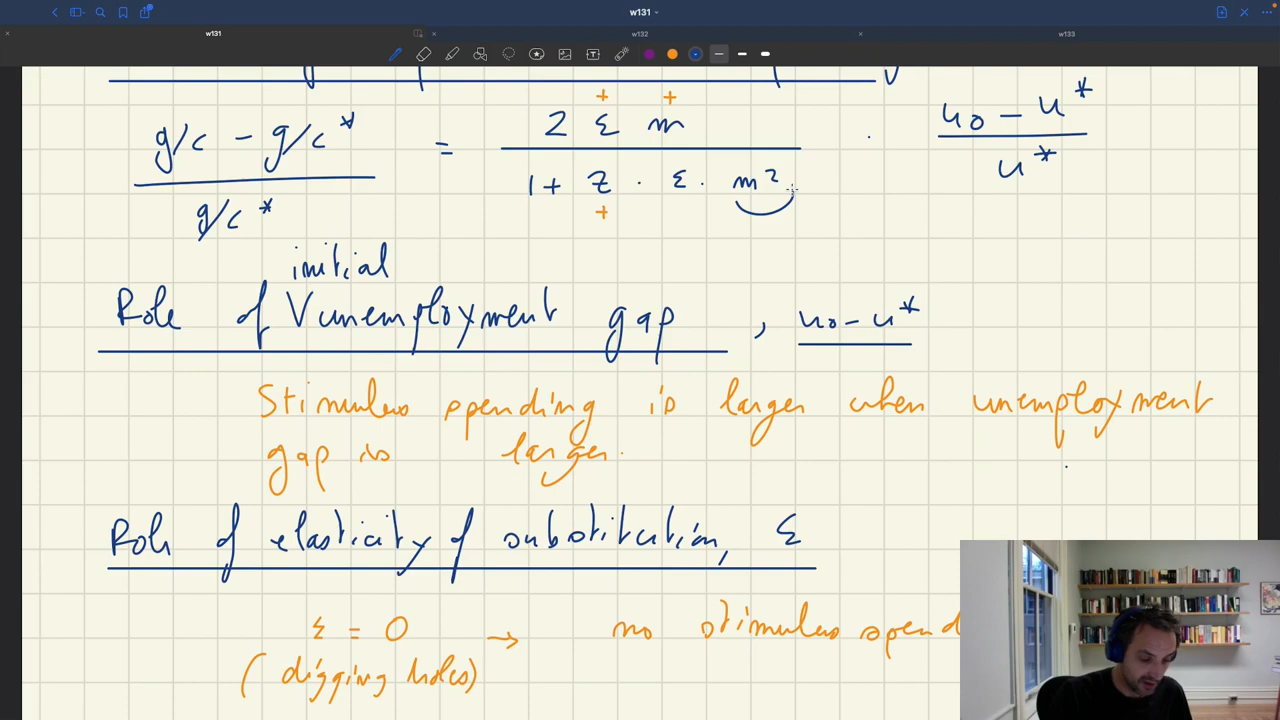 w131
w131
w132
w133
+ +
g/c - g/c* = 2 ε m · u0 - u*
g/c* 1 + z · ε · m² u*
+
initial
Role of V unemployment gap, u0 - u*
Stimulus spending is larger when unemployment
gap is larger.
Role of elasticity of substitution, ε
ε = 0 → no stimulus spend
(digging holes)